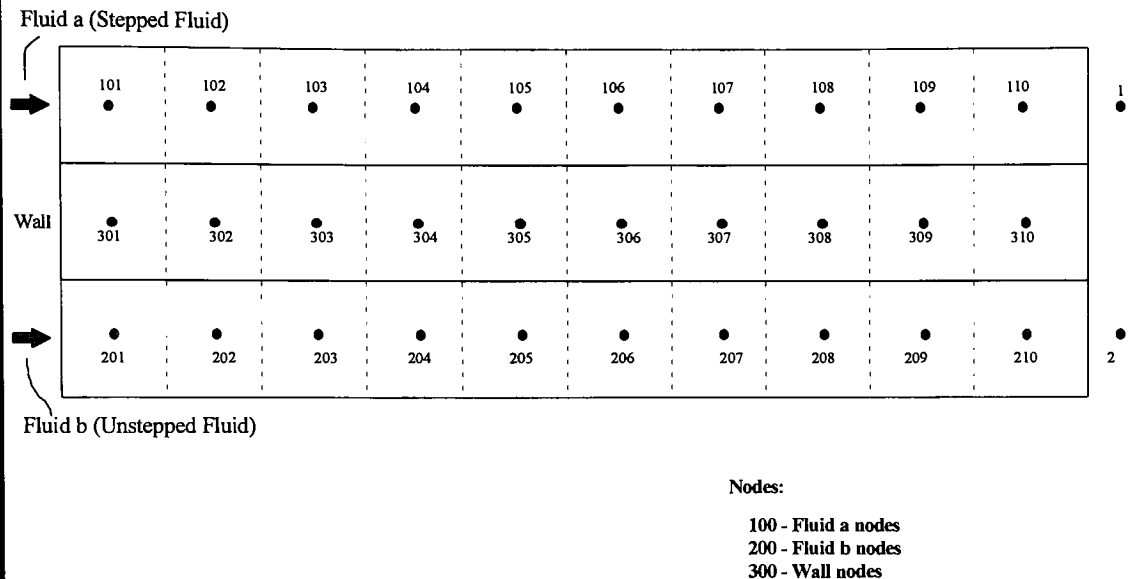 Fluid a (Stepped Fluid)
101 102 103 104 105 106 107 108 109 110 1
Wall
301 302 303 304 305 306 307 308 309 310
201 202 203 204 205 206 207 208 209 210 2
Fluid b (Unstepped Fluid)
Nodes:
100 - Fluid a nodes
200 - Fluid b nodes
300 - Wall nodes